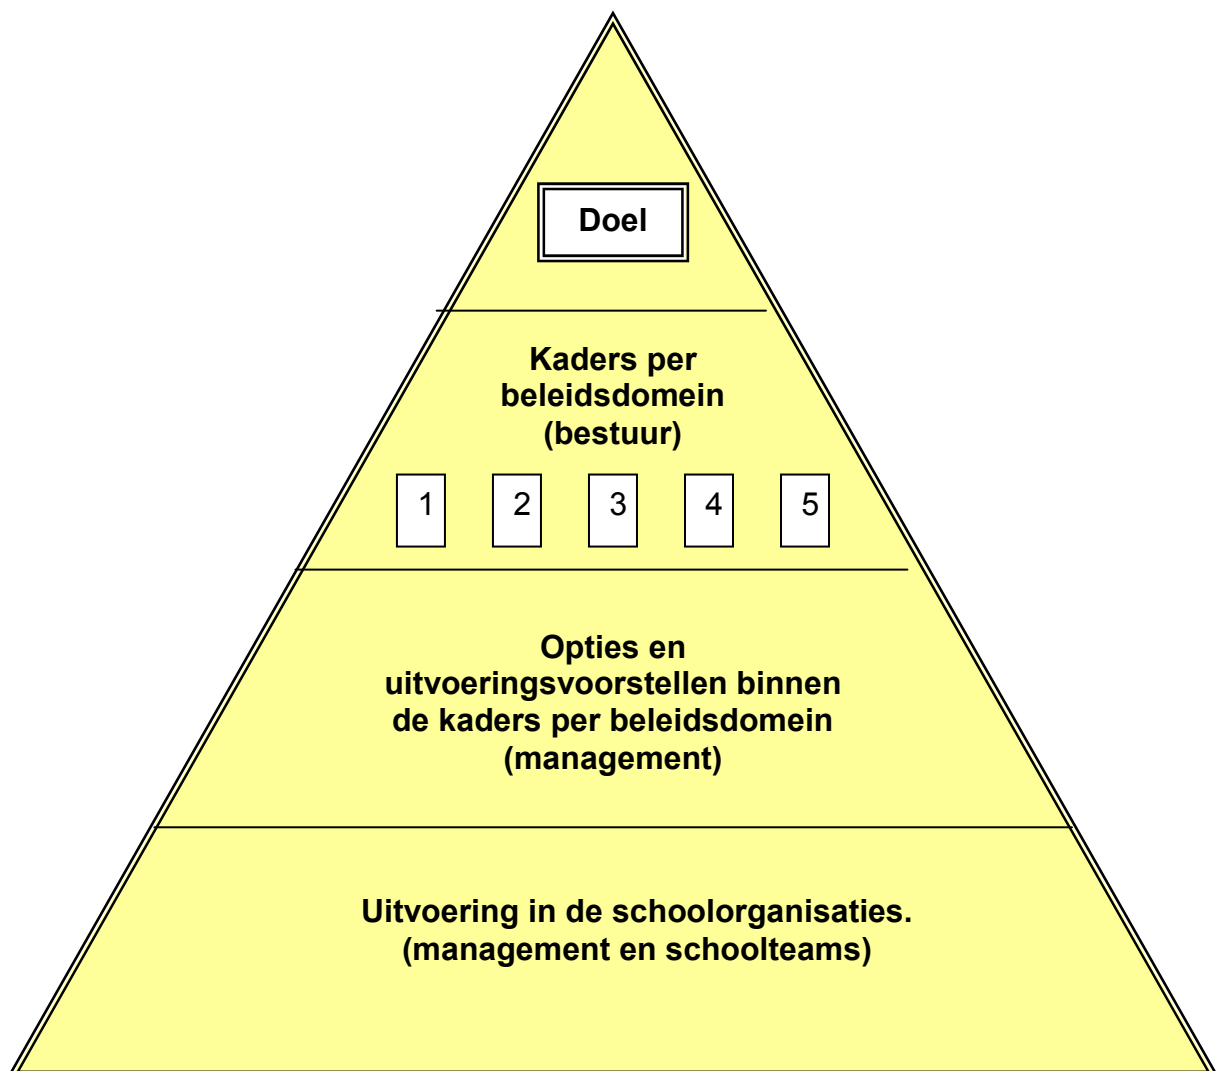 Doel
Kaders per
beleidsdomein
(bestuur)
1 2 3 4 5
Opties en
uitvoeringsvoorstellen binnen
de kaders per beleidsdomein
(management)
Uitvoering in de schoolorganisaties.
(management en schoolteams)